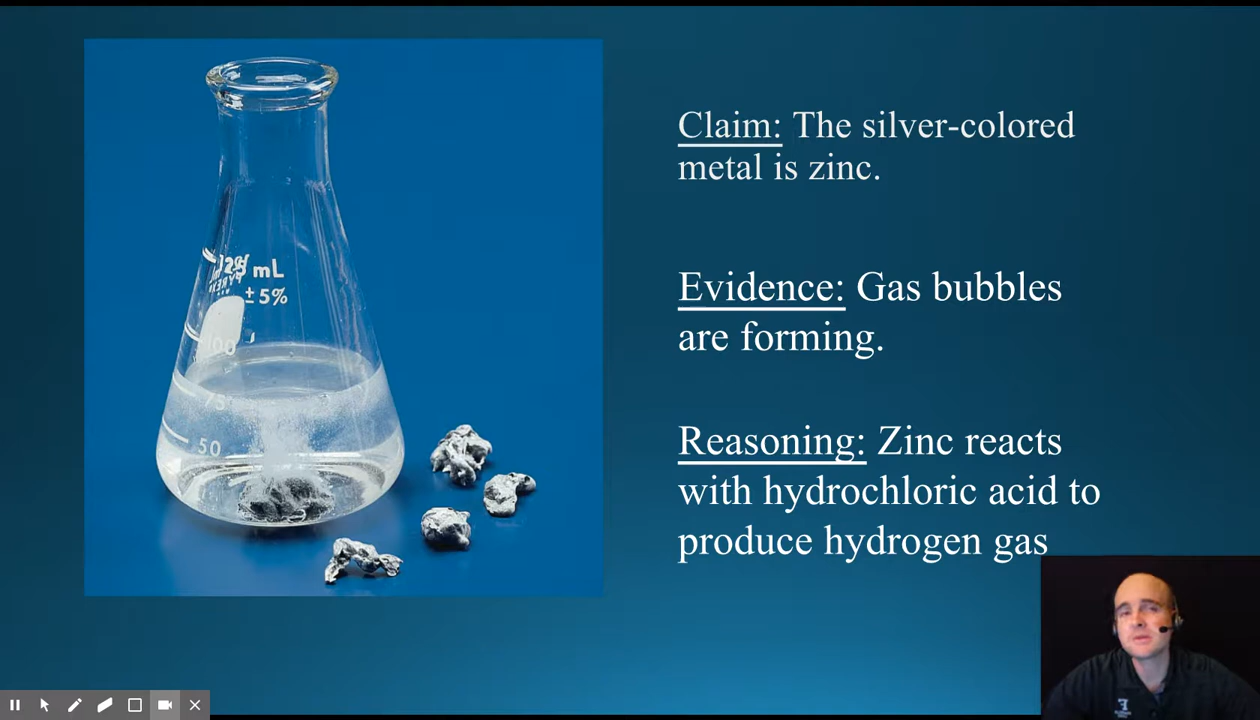 Claim: The silver-colored
metal is zinc.
Evidence: Gas bubbles
are forming.
Reasoning: Zinc reacts
with hydrochloric acid to
produce hydrogen gas
mL
PYREX
±5%
100
75
50